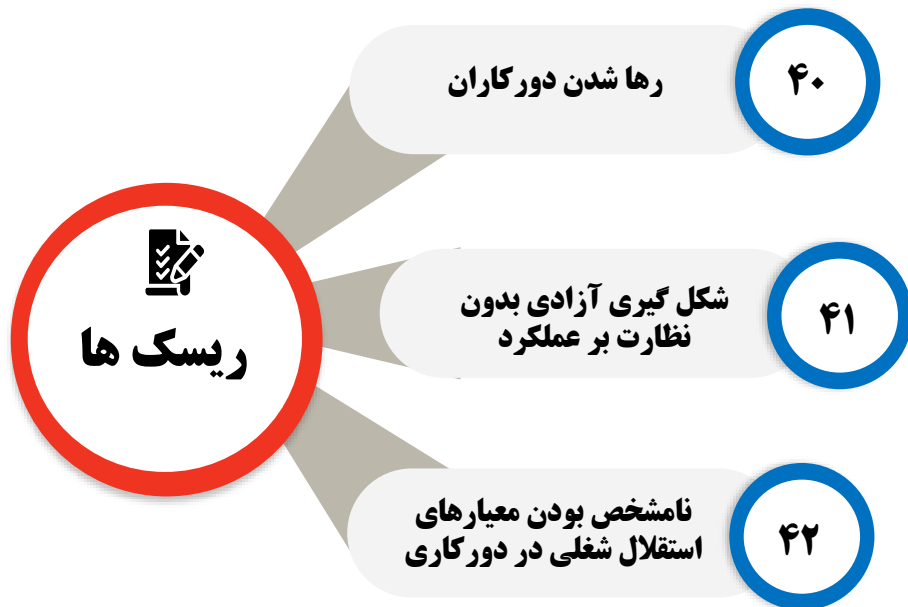 ریسک ها
۴۰
رها شدن دورکاران
۴۱
شکل گیری آزادی بدون
نظارت بر عملکرد
۴۲
نامشخص بودن معیارهای
استقلال شغلی در دورکاری